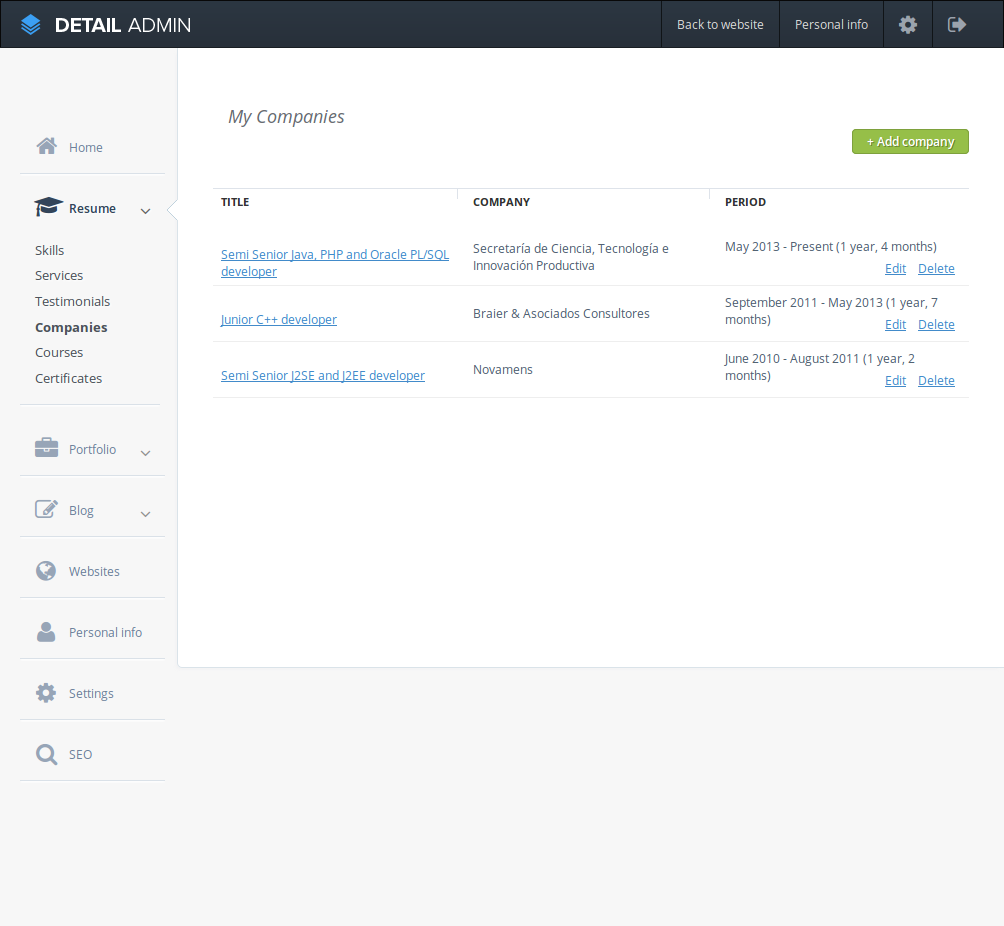 DETAIL ADMIN
Back to website
Personal info
Home
Resume
Skills
Services
Testimonials
Companies
Courses
Certificates
Portfolio
Blog
Websites
Personal info
Settings
SEO
My Companies
+ Add company
TITLE COMPANY PERIOD
Semi Senior Java, PHP and Oracle PL/SQL
developer
Secretaría de Ciencia, Tecnología e
Innovación Productiva
May 2013 - Present (1 year, 4 months)
Edit Delete
Junior C++ developer
Braier & Asociados Consultores
September 2011 - May 2013 (1 year, 7
months)
Edit Delete
Semi Senior J2SE and J2EE developer
Novamens
June 2010 - August 2011 (1 year, 2
months)
Edit Delete